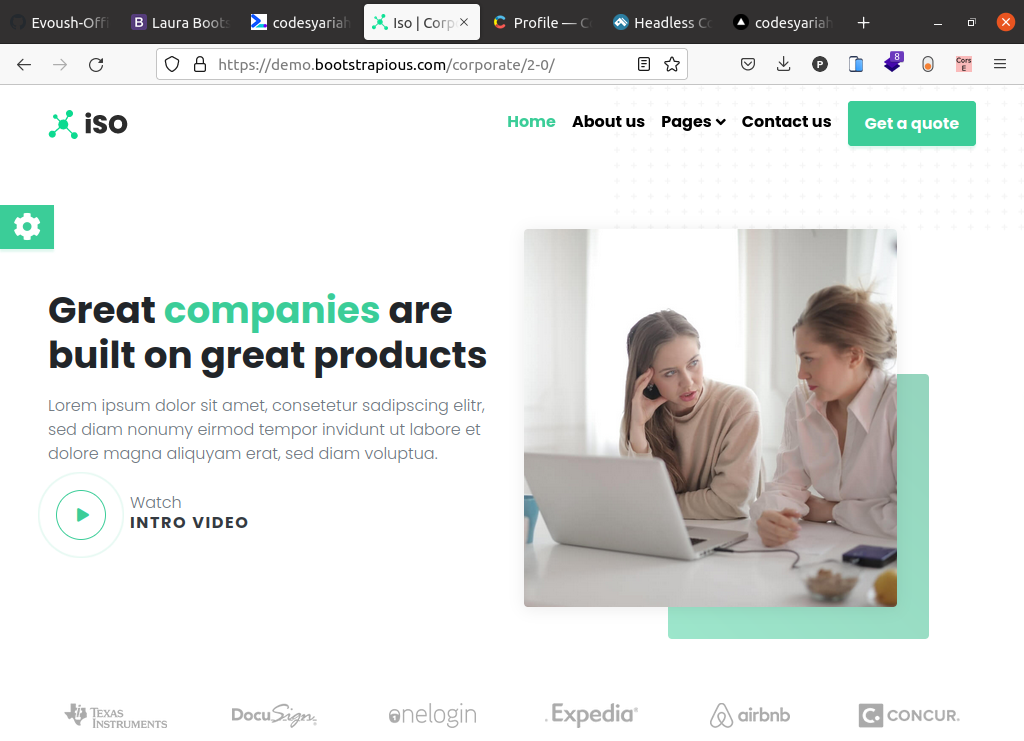 Evoush-Offi
Laura Boots
codesyariah
Iso | Corp
Profile — C
Headless Co
codesyariah
https://demo.bootstrapious.com/corporate/2-0/
P
8
Cors
E
iso
Home
About us
Pages
Contact us
Get a quote
Great companies are
built on great products
Lorem ipsum dolor sit amet, consetetur sadipscing elitr,
sed diam nonumy eirmod tempor invidunt ut labore et
dolore magna aliquyam erat, sed diam voluptua.
Watch
INTRO VIDEO
TEXAS
INSTRUMENTS
DocuSign
onelogin
Expedia®
airbnb
C. CONCUR.